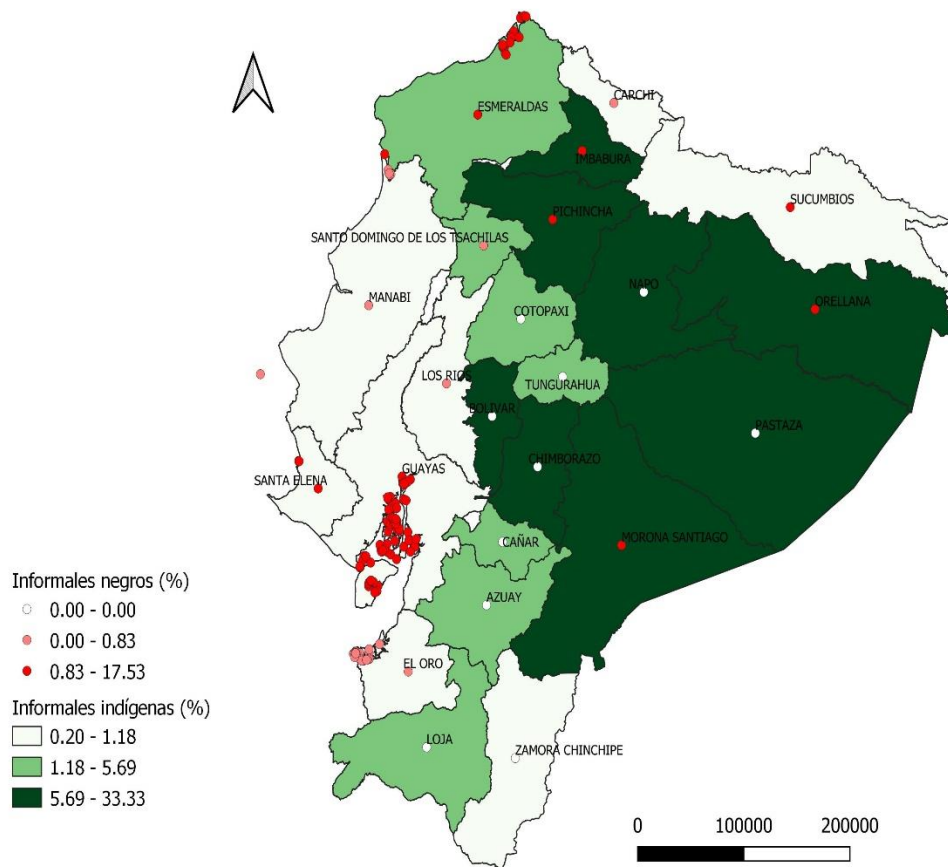 CARCHI
ESMERALDAS
IMBABURA
SUCUMBIOS
PICHINCHA
SANTO DOMINGO DE LOS TSACHILAS
NAPO
MANABI
ORELLANA
COTOPAXI
LOS RIOS
TUNGURAHUA
BOLIVAR
PASTAZA
CHIMBORAZO
GUAYAS
SANTA ELENA
CAÑAR
MORONA SANTIAGO
AZUAY
EL ORO
LOJA
ZAMORA CHINCHIPE
Informales negros (%)
0.00 - 0.00
0.00 - 0.83
0.83 - 17.53
Informales indígenas (%)
0.20 - 1.18
1.18 - 5.69
5.69 - 33.33
0 100000 200000